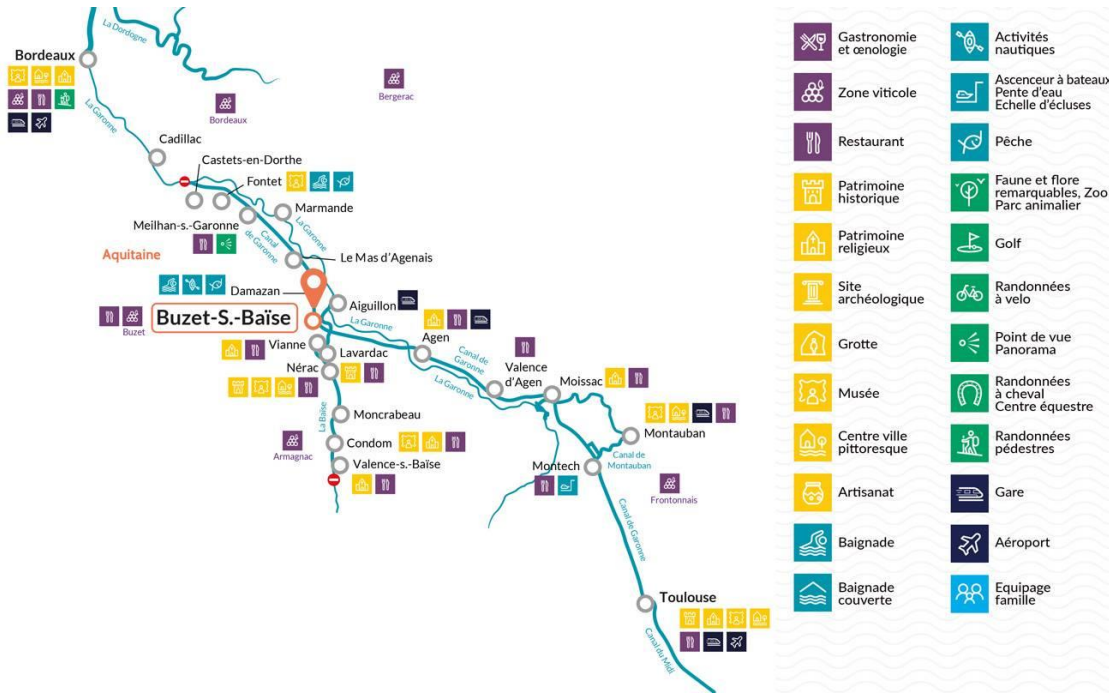 La Dordogne
Bordeaux
La Garonne
Bordeaux
Bergerac
Cadillac
Castets-en-Dorthe
Fontet
Marmande
Meilhan-s.-Garonne
Canal
de Garonne
La Garonne
Aquitaine
Le Mas d'Agenais
Damazan
Buzet-S.-Baïse
Buzet
Aiguillon
La Garonne
Agen
Vianne
Lavardac
Nérac
Canal de
Garonne
La Garonne
Valence
d'Agen
Moissac
La Baïse
Moncrabeau
Armagnac
Condom
Valence-s.-Baïse
Montauban
Canal de
Montauban
Montech
Frontonnais
Canal de Garonne
Toulouse
Canal du Midi
Gastronomie
et œnologie
Zone viticole
Restaurant
Patrimoine
historique
Patrimoine
religieux
Site
archéologique
Grotte
Musée
Centre ville
pittoresque
Artisanat
Baignade
Baignade
couverte
Activités
nautiques
Ascenceur à bateaux
Pente d'eau
Echelle d'écluses
Pêche
Faune et flore
remarquables, Zoo
Parc animalier
Golf
Randonnées
à velo
Point de vue
Panorama
Randonnées
à cheval
Centre équestre
Randonnées
pédestres
Gare
Aéroport
Equipage
famille